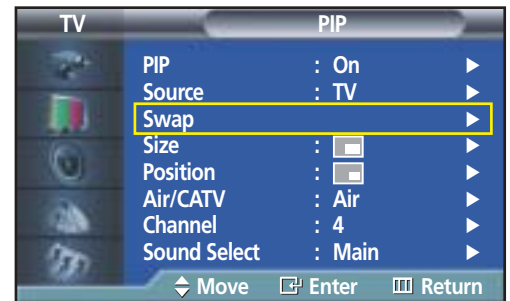 TV PIP
PIP : On ▶
Source : TV ▶
Swap ▶
Size : ▶
Position : ▶
Air/CATV : Air ▶
Channel : 4 ▶
Sound Select : Main ▶
Move Enter Return